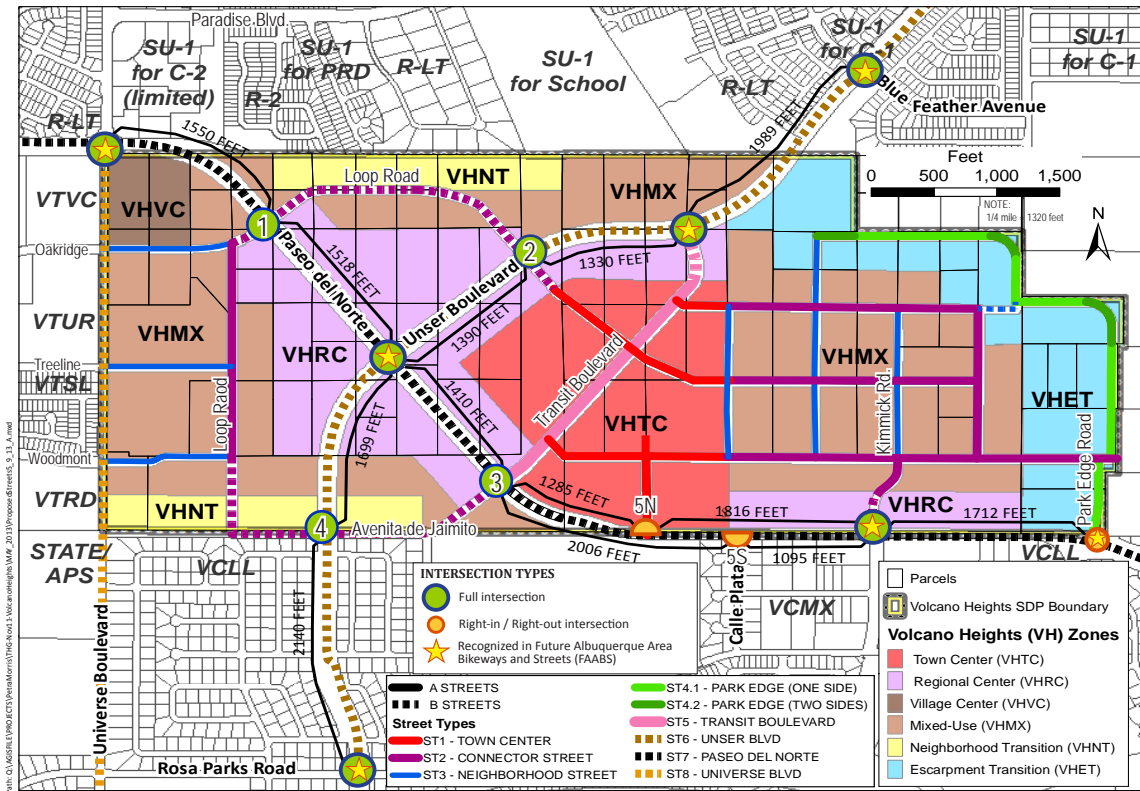 Paradise Blvd.
SU-1
for C-2
(limited)
SU-1
for PRD
R-2
R-LT
SU-1
for School
SU-1
for C-1
SU-1
for C-1
R-LT
R-LT
Blue Feather Avenue
1550 FEET
1989 FEET
Feet
0 500 1,000 1,500
NOTE:
1/4 mile = 1320 feet
N
VTVC
VHVC
VHNT
Loop Road
VHMX
Oakridge
1
2
Paseo del Norte
1518 FEET
1330 FEET
Unser Boulevard
1390 FEET
VTUR
VHMX
VHRC
VHMX
Treeline
VTSL
Loop Raod
1410 FEET
Transit Boulevard
VHTC
Kimmick Rd.
VHET
1699 FEET
Woodmont
VTRD
3
VHNT
4
Avenita de Jaimito
1285 FEET
5N
1816 FEET
VHRC
1712 FEET
Park Edge Road
2006 FEET
5S
1095 FEET
STATE/
APS
VCLL
VCLL
Calle Plata
VCMX
2140 FEET
Universe Boulevard
Rosa Parks Road
INTERSECTION TYPES
Full intersection
Right-in / Right-out intersection
Recognized in Future Albuquerque Area
Bikeways and Streets (FAABS)
A STREETS
B STREETS
Street Types
ST1 - TOWN CENTER
ST2 - CONNECTOR STREET
ST3 - NEIGHBORHOOD STREET
ST4.1 - PARK EDGE (ONE SIDE)
ST4.2 - PARK EDGE (TWO SIDES)
ST5 - TRANSIT BOULEVARD
ST6 - UNSER BLVD
ST7 - PASEO DEL NORTE
ST8 - UNIVERSE BLVD
Parcels
Volcano Heights SDP Boundary
Volcano Heights (VH) Zones
Town Center (VHTC)
Regional Center (VHRC)
Village Center (VHVC)
Mixed-Use (VHMX)
Neighborhood Transition (VHNT)
Escarpment Transition (VHET)